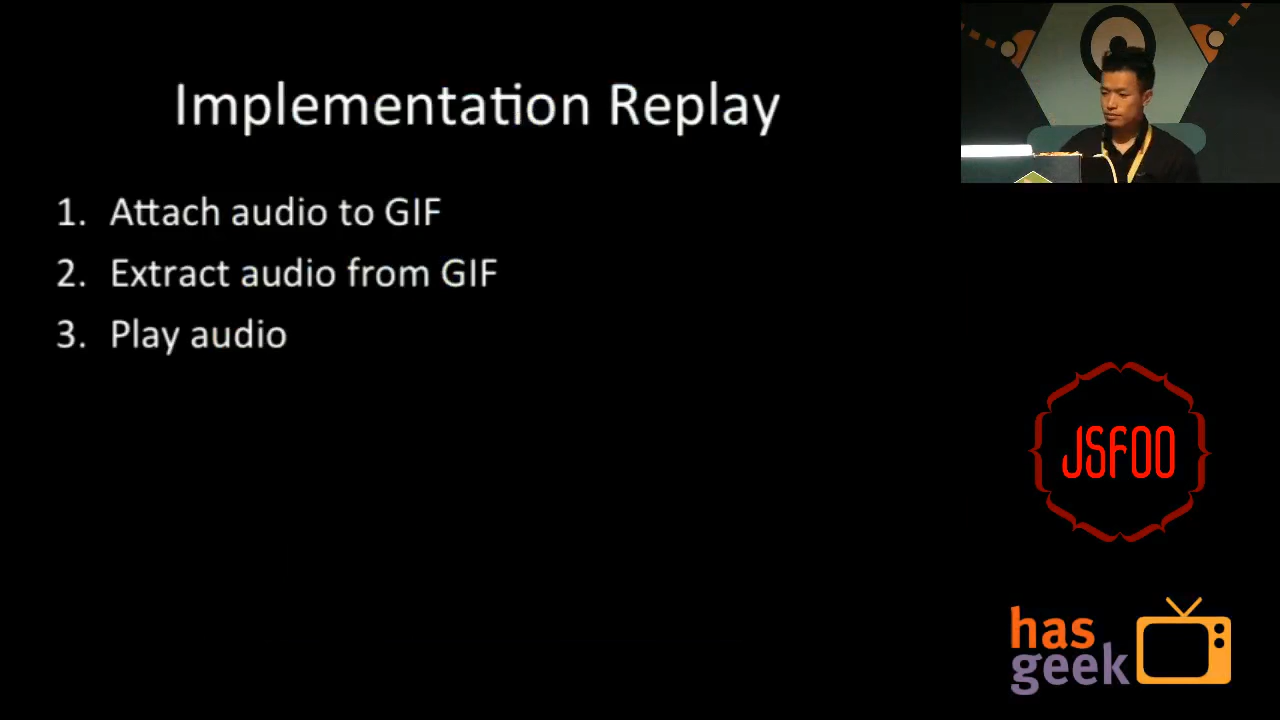 Implementation Replay
1. Attach audio to GIF
2. Extract audio from GIF
3. Play audio
JSFOO
has
geek